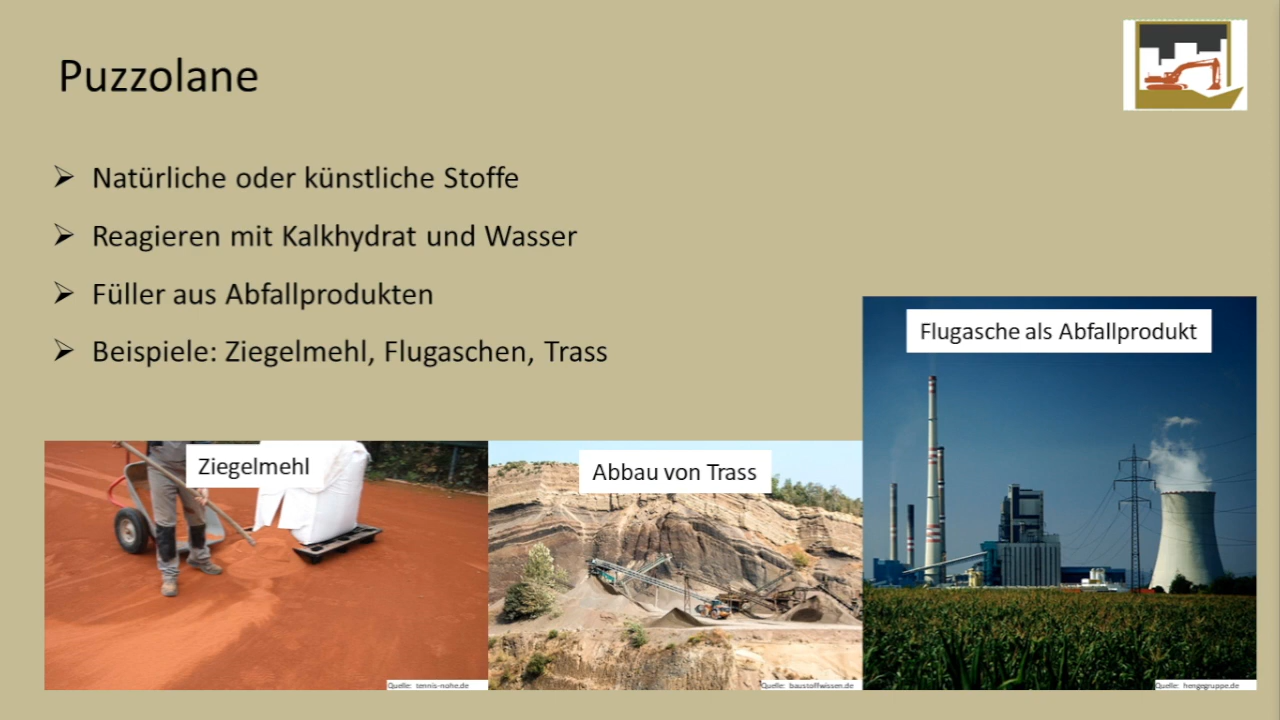 Puzzolane
Natürliche oder künstliche Stoffe
Reagieren mit Kalkhydrat und Wasser
Füller aus Abfallprodukten
Beispiele: Ziegelmehl, Flugaschen, Trass
Flugasche als Abfallprodukt
Ziegelmehl
Abbau von Trass
Quelle: tennis-nohe.de
Quelle: baustoffwissen.de
Quelle: hengegruppe.de